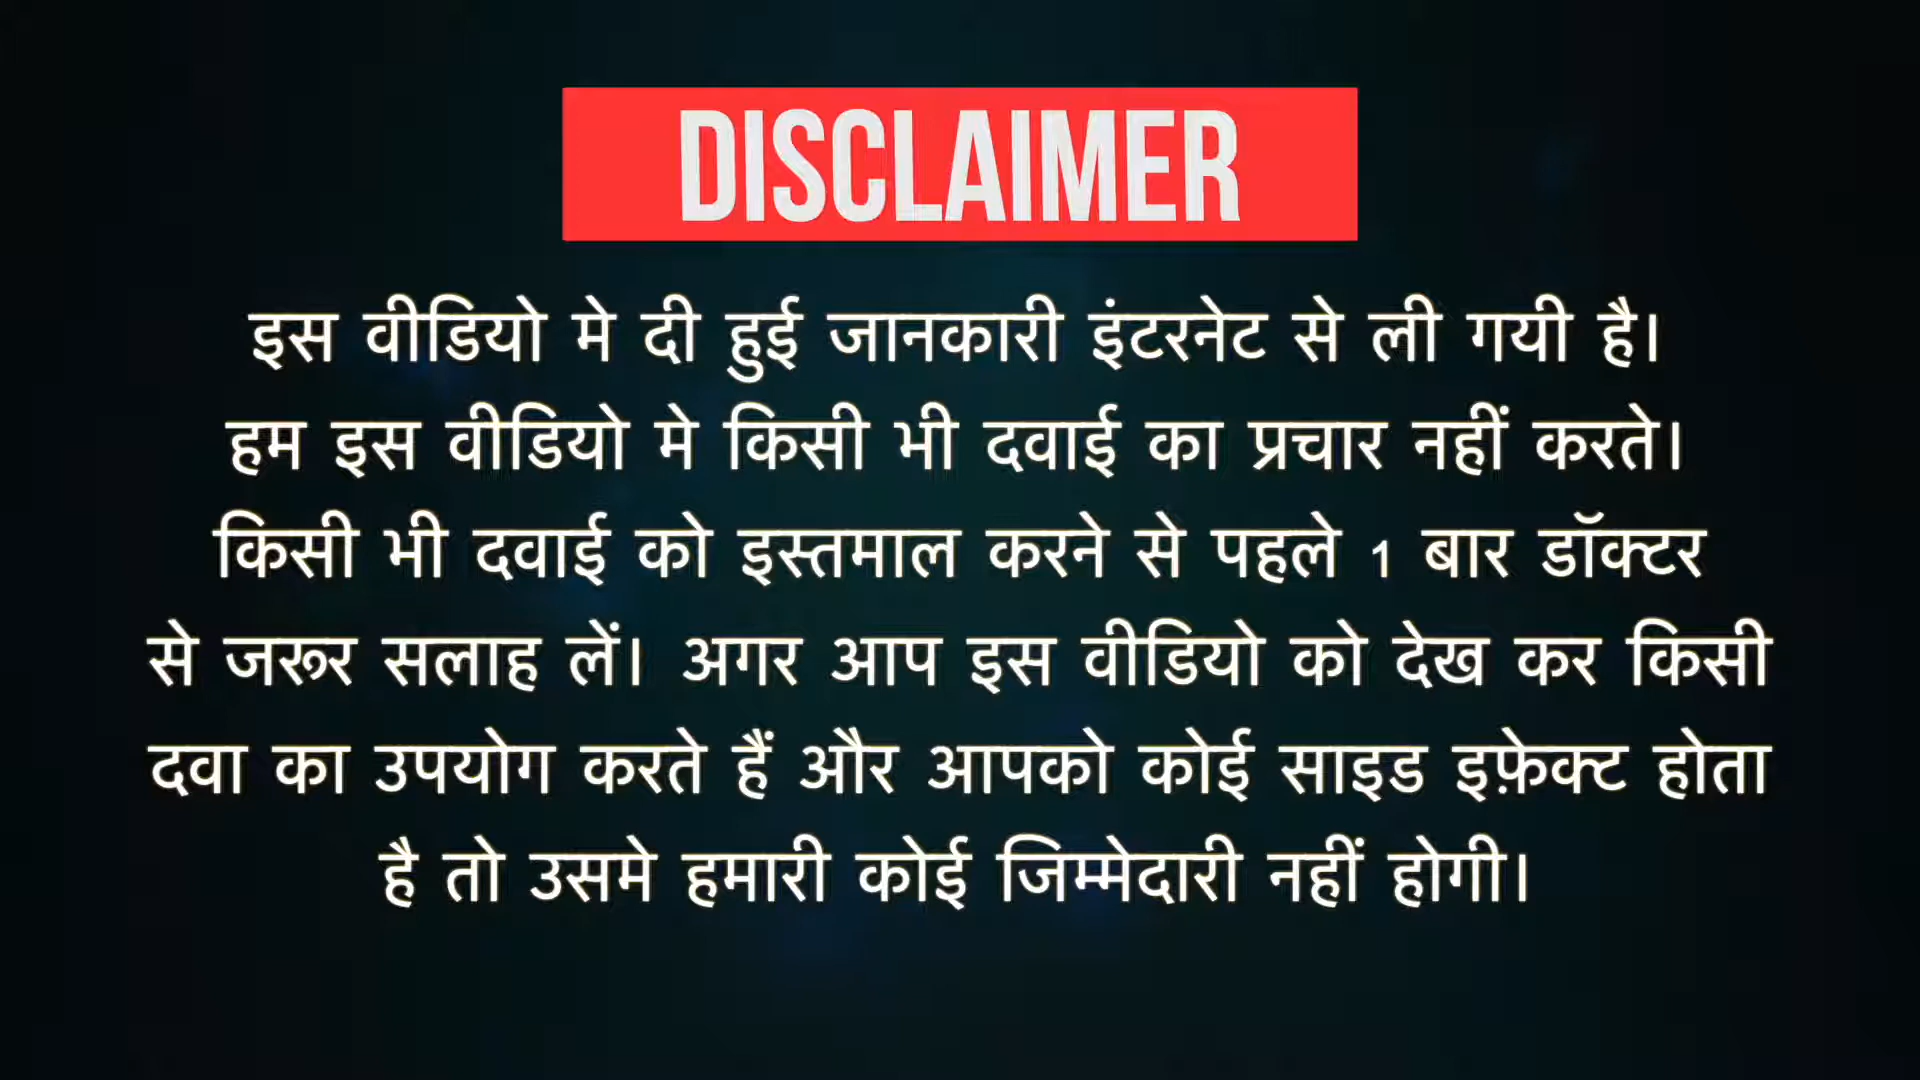 DISCLAIMER
इस वीडियो मे दी हुई जानकारी इंटरनेट से ली गयी है।
हम इस वीडियो मे किसी भी दवाई का प्रचार नहीं करते।
किसी भी दवाई को इस्तमाल करने से पहले 1 बार डॉक्टर
से जरूर सलाह लें। अगर आप इस वीडियो को देख कर किसी
दवा का उपयोग करते हैं और आपको कोई साइड इफ़ेक्ट होता
है तो उसमे हमारी कोई जिम्मेदारी नहीं होगी।